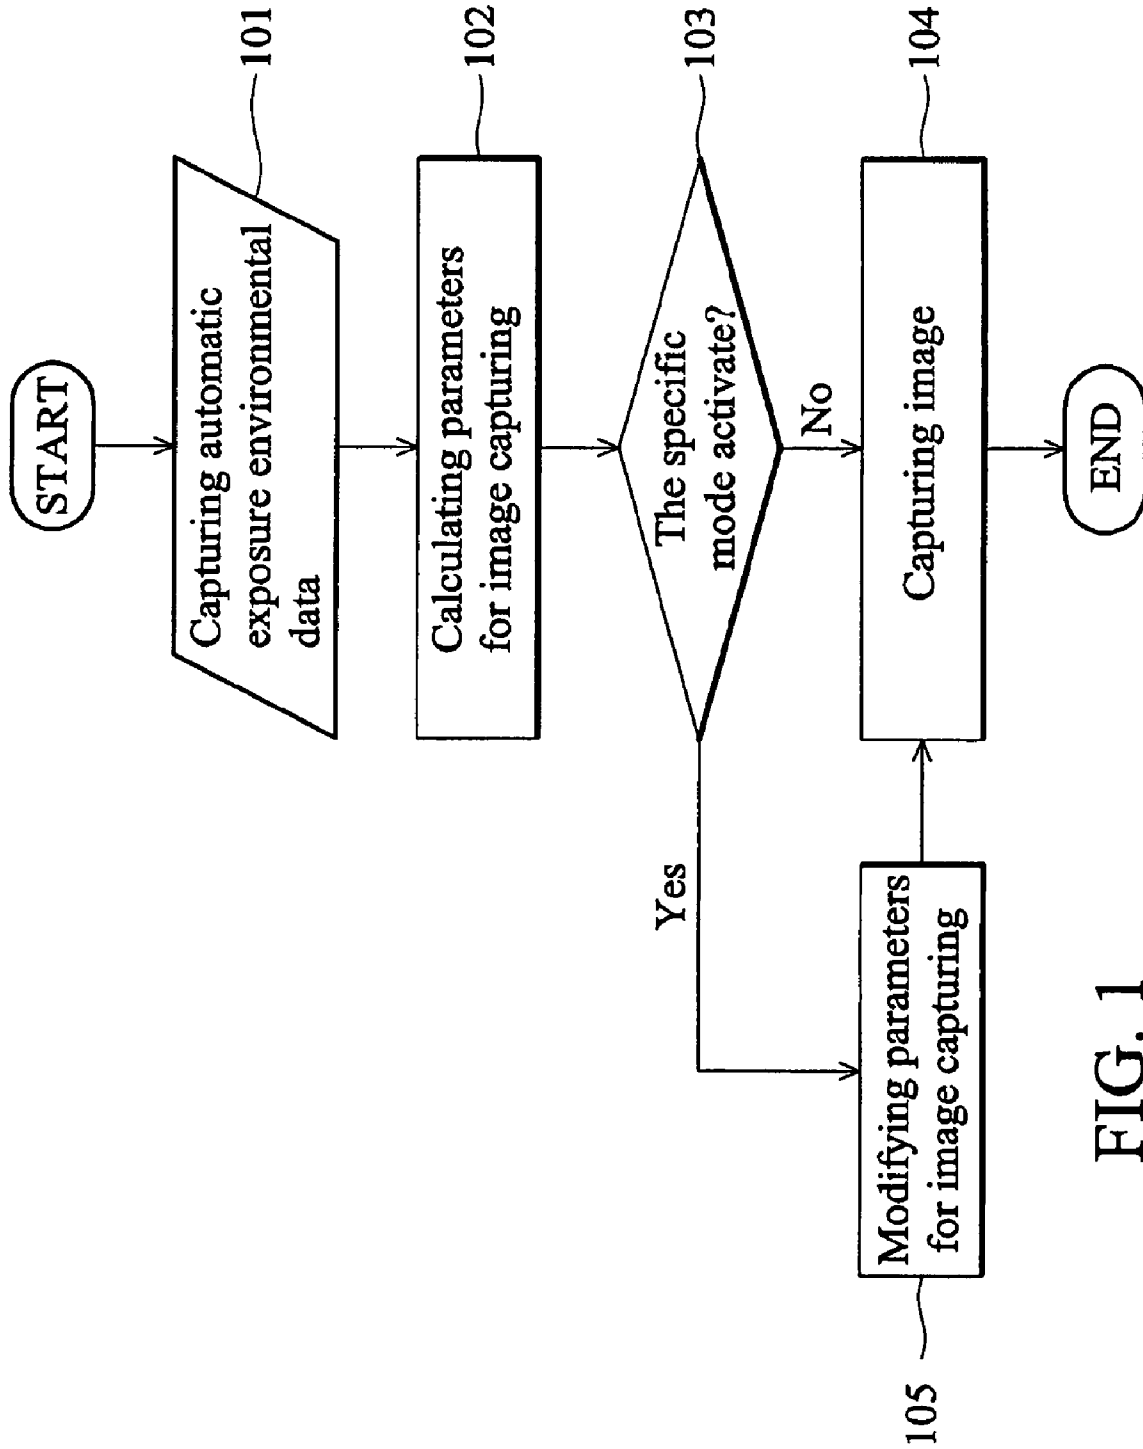 START
Capturing automatic
exposure environmental
data
101
Calculating parameters
for image capturing
102
The specific
mode activate?
103
Yes
No
Modifying parameters
for image capturing
105
Capturing image
104
END
FIG. 1